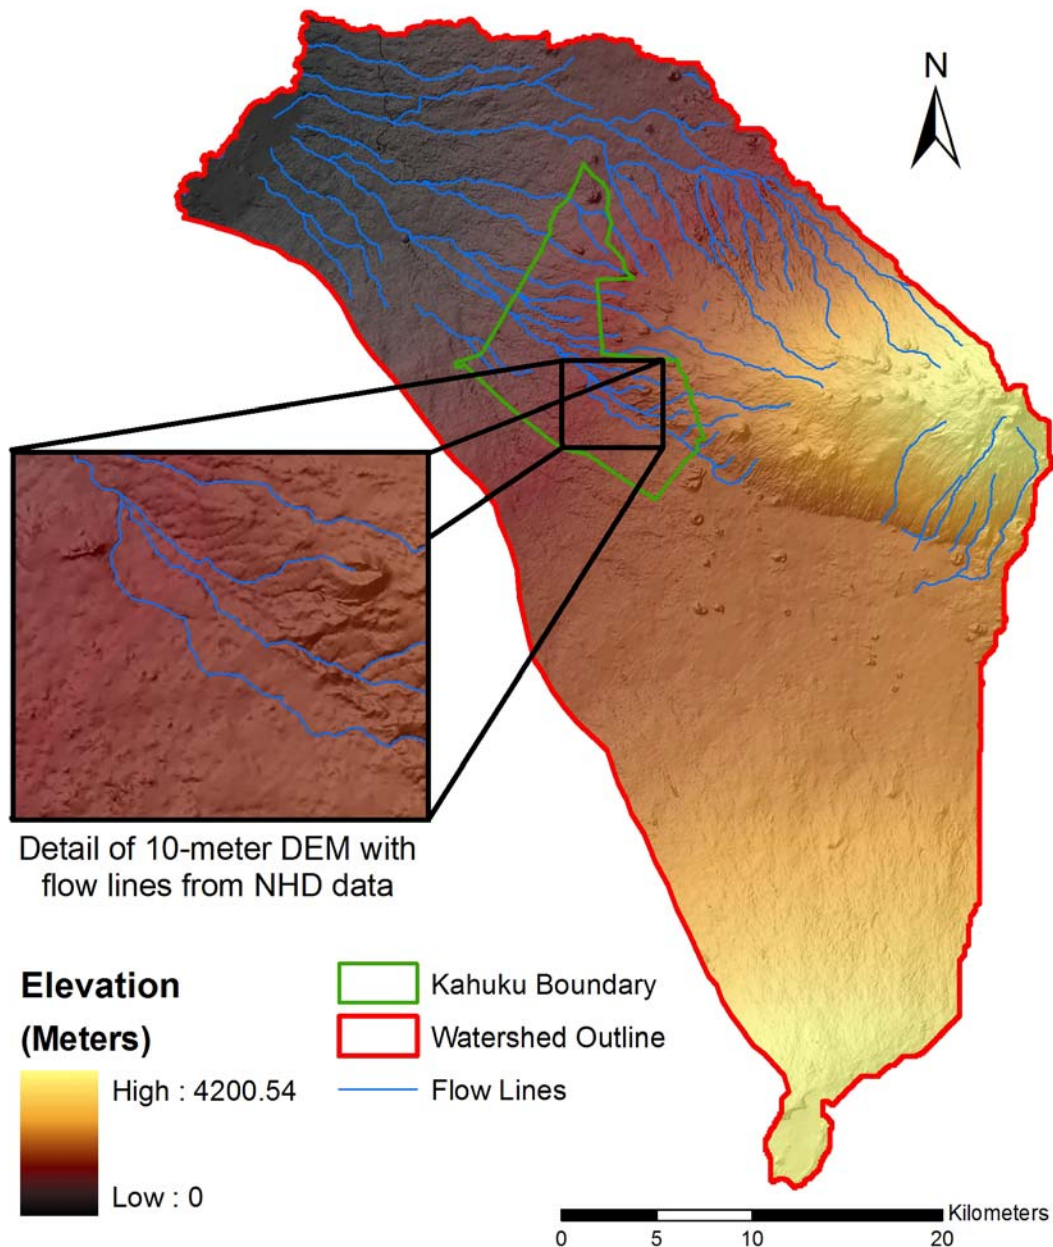 N
Detail of 10-meter DEM with
flow lines from NHD data
Elevation
(Meters)
High : 4200.54
Low : 0
Kahuku Boundary
Watershed Outline
Flow Lines
Kilometers
0 5 10 20